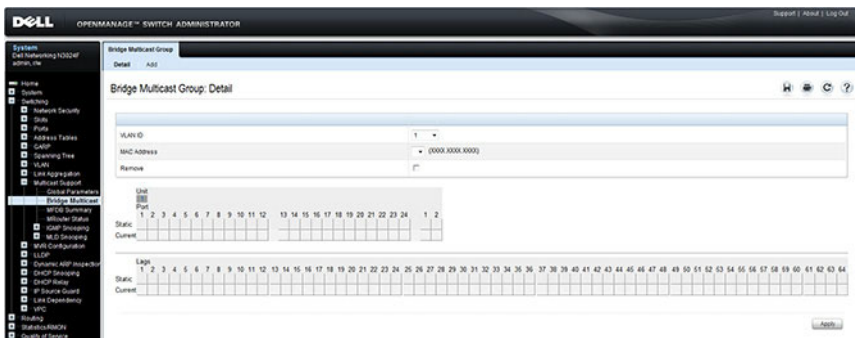 Support | About | Log Out
DELL OPENMANAGE™ SWITCH ADMINISTRATOR
System
Dell Networking N3024F
admin, r/w
Home
System
Switching
Network Security
Slots
Ports
Address Tables
GARP
Spanning Tree
VLAN
Link Aggregation
Multicast Support
Global Parameters
Bridge Multicast
MFDB Summary
MRouter Status
IGMP Snooping
MLD Snooping
MVR Configuration
LLDP
Dynamic ARP Inspection
DHCP Snooping
DHCP Relay
IP Source Guard
Link Dependency
VPC
Routing
Statistics/RMON
Quality of Service
Bridge Multicast Group
Detail Add
Bridge Multicast Group: Detail
VLAN ID 1
MAC Address (XXXX.XXXX.XXXX)
Remove
Unit
Port
1 2 3 4 5 6 7 8 9 10 11 12 13 14 15 16 17 18 19 20 21 22 23 24 1 2
Static
Current
Lags
1 2 3 4 5 6 7 8 9 10 11 12 13 14 15 16 17 18 19 20 21 22 23 24 25 26 27 28 29 30 31 32 33 34 35 36 37 38 39 40 41 42 43 44 45 46 47 48 49 50 51 52 53 54 55 56 57 58 59 60 61 62 63 64
Static
Current
Apply